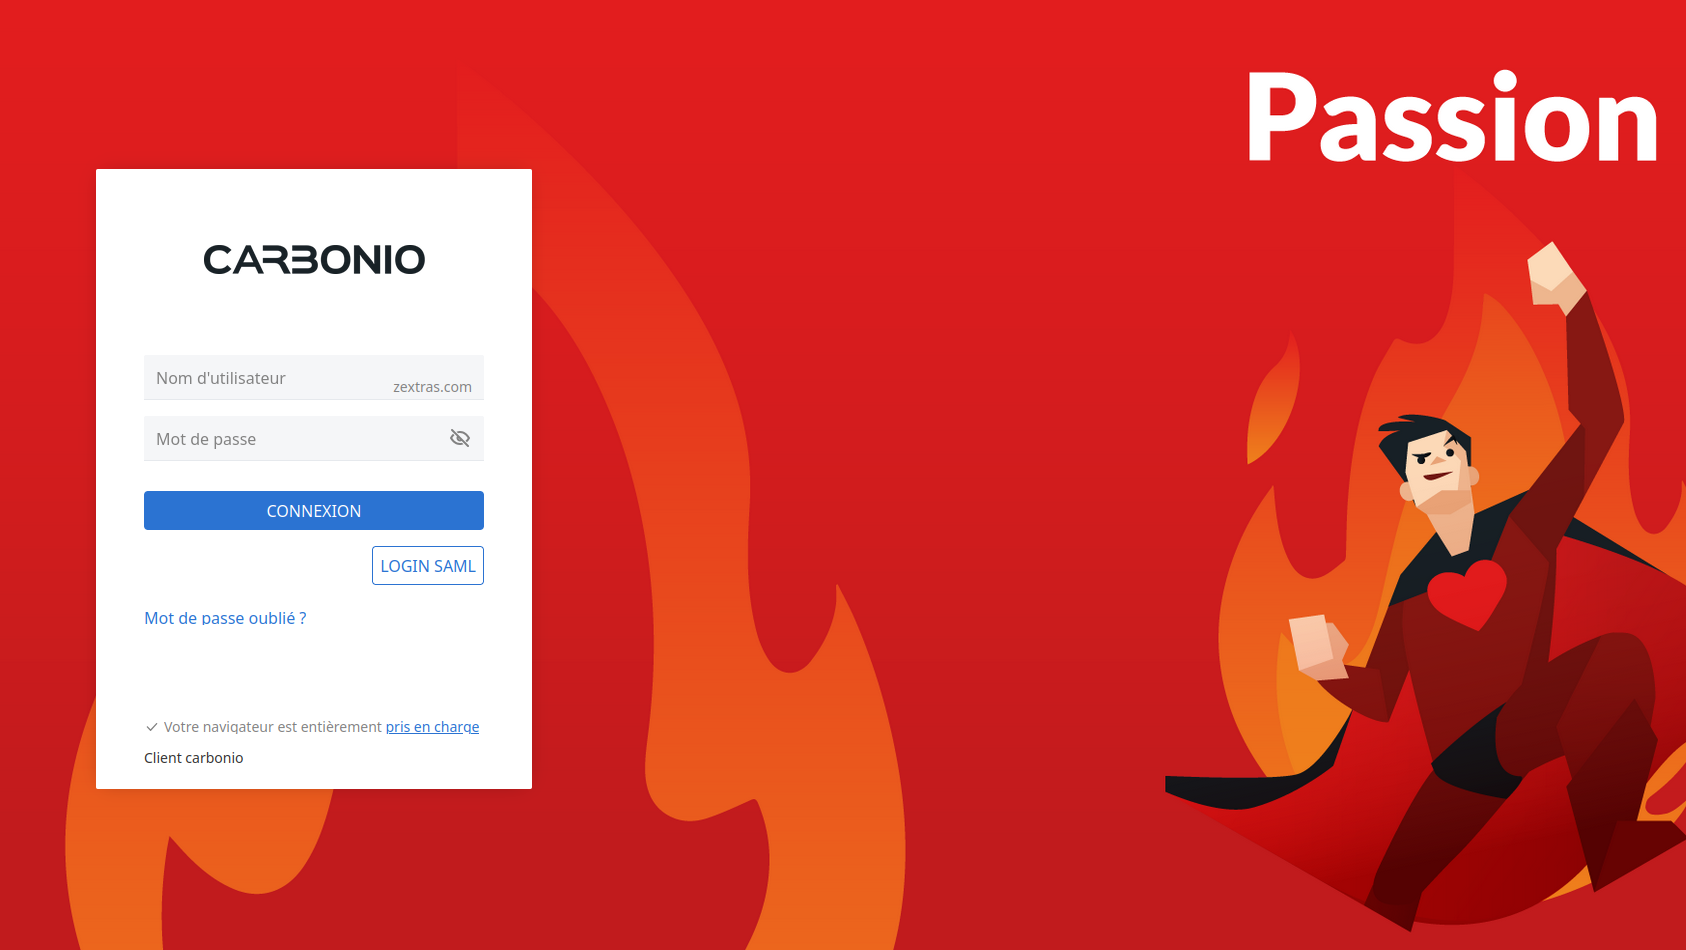 Passion
CARBONIO
Nom d'utilisateur
zextras.com
Mot de passe
CONNEXION
LOGIN SAML
Mot de passe oublié ?
Votre navigateur est entièrement pris en charge
Client carbonio